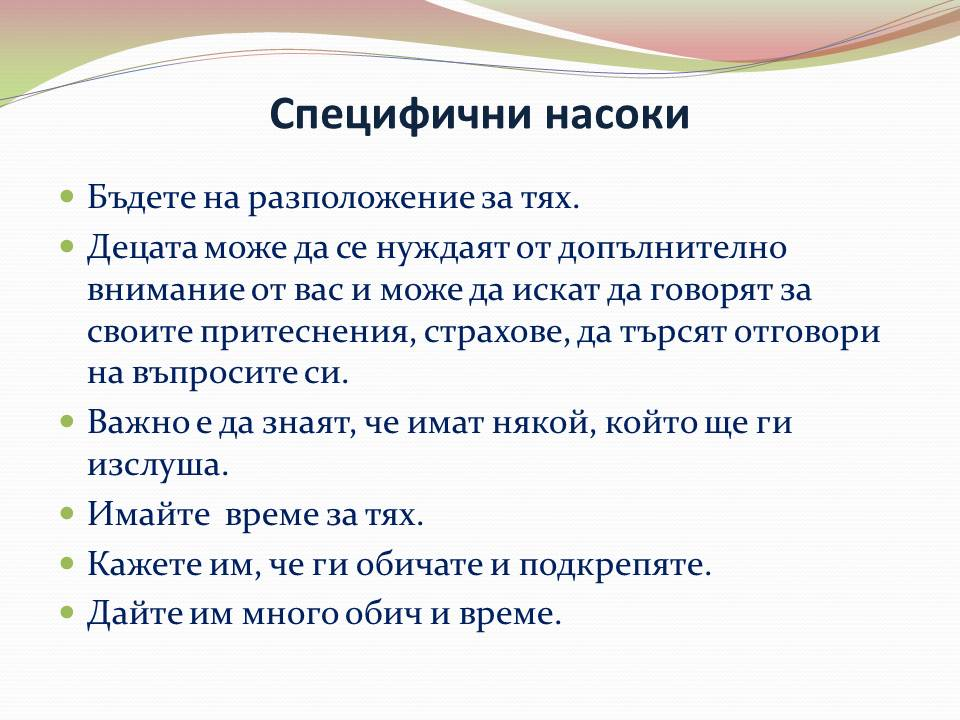 Специфични насоки
Бъдете на разположение за тях.
Децата може да се нуждаят от допълнително
внимание от вас и може да искат да говорят за
своите притеснения, страхове, да търсят отговори
на въпросите си.
Важно е да знаят, че имат някой, който ще ги
изслуша.
Имайте  време за тях.
Кажете им, че ги обичате и подкрепяте.
Дайте им много обич и време.